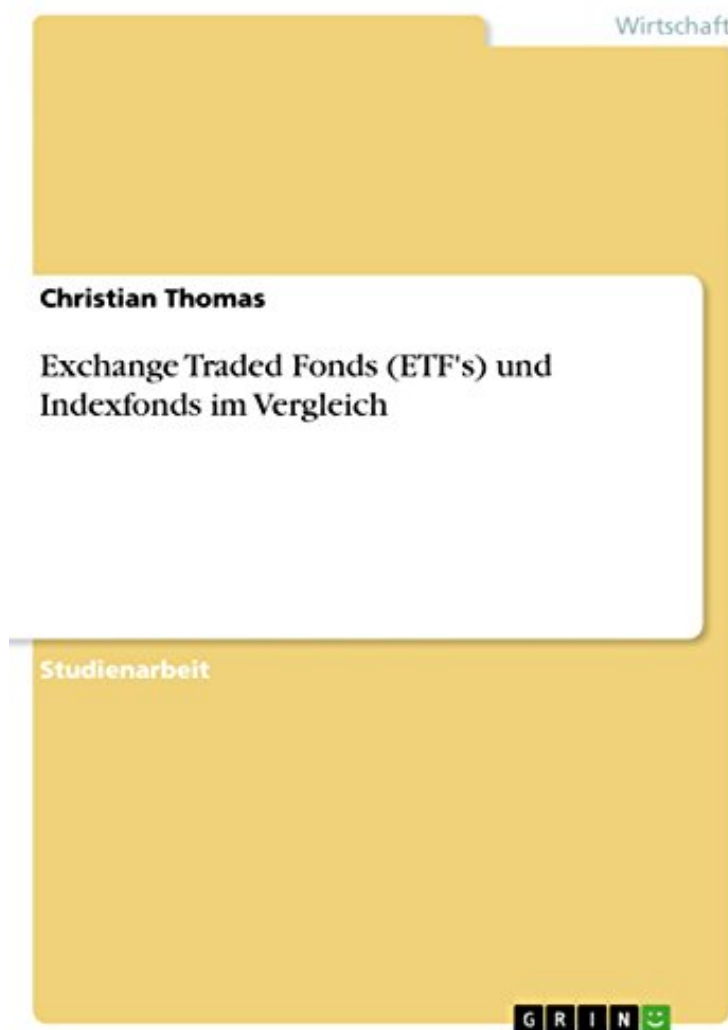 Wirtschaft
Christian Thomas
Exchange Traded Fonds (ETF's) und
Indexfonds im Vergleich
Studienarbeit
GRIN